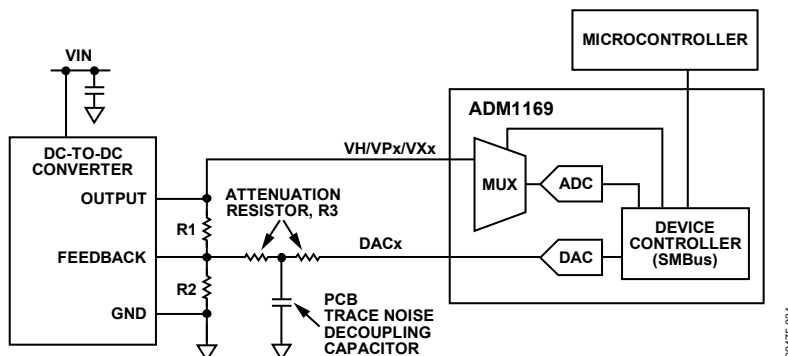 VIN
MICROCONTROLLER
ADM1169
DC-TO-DC
CONVERTER
VH/VPx/VXx
MUX
ADC
OUTPUT
R1
ATTENUATION
RESISTOR, R3
DACx
DEVICE
CONTROLLER
(SMBus)
FEEDBACK
DAC
R2
GND
PCB
TRACE NOISE
DECOUPLING
CAPACITOR